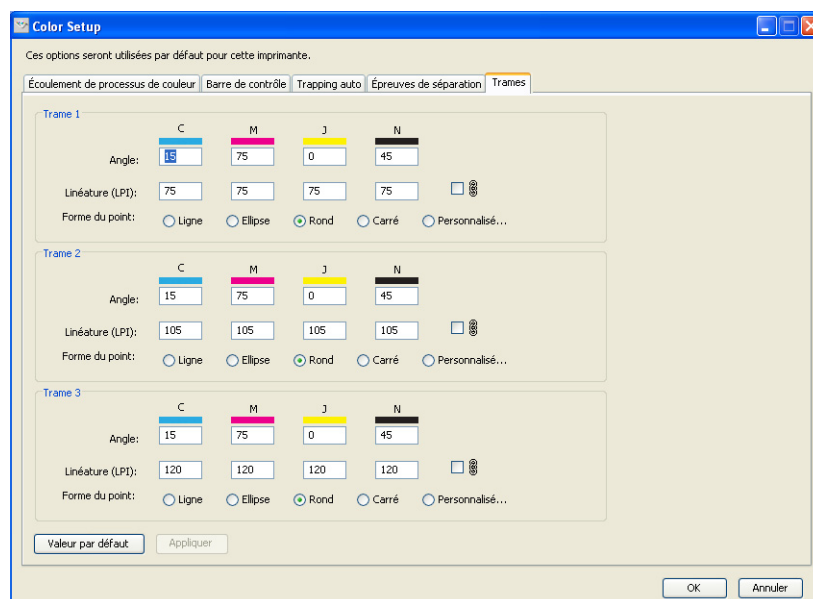 Color Setup
Ces options seront utilisées par défaut pour cette imprimante.
Écoulement de processus de couleur Barre de contrôle Trapping auto Épreuves de séparation Trames
Trame 1
C M J N
Angle: 15 75 0 45
Linéature (LPI): 75 75 75 75
Forme du point: Ligne Ellipse Rond Carré Personnalisé...
Trame 2
C M J N
Angle: 15 75 0 45
Linéature (LPI): 105 105 105 105
Forme du point: Ligne Ellipse Rond Carré Personnalisé...
Trame 3
C M J N
Angle: 15 75 0 45
Linéature (LPI): 120 120 120 120
Forme du point: Ligne Ellipse Rond Carré Personnalisé...
Valeur par défaut Appliquer
OK Annuler